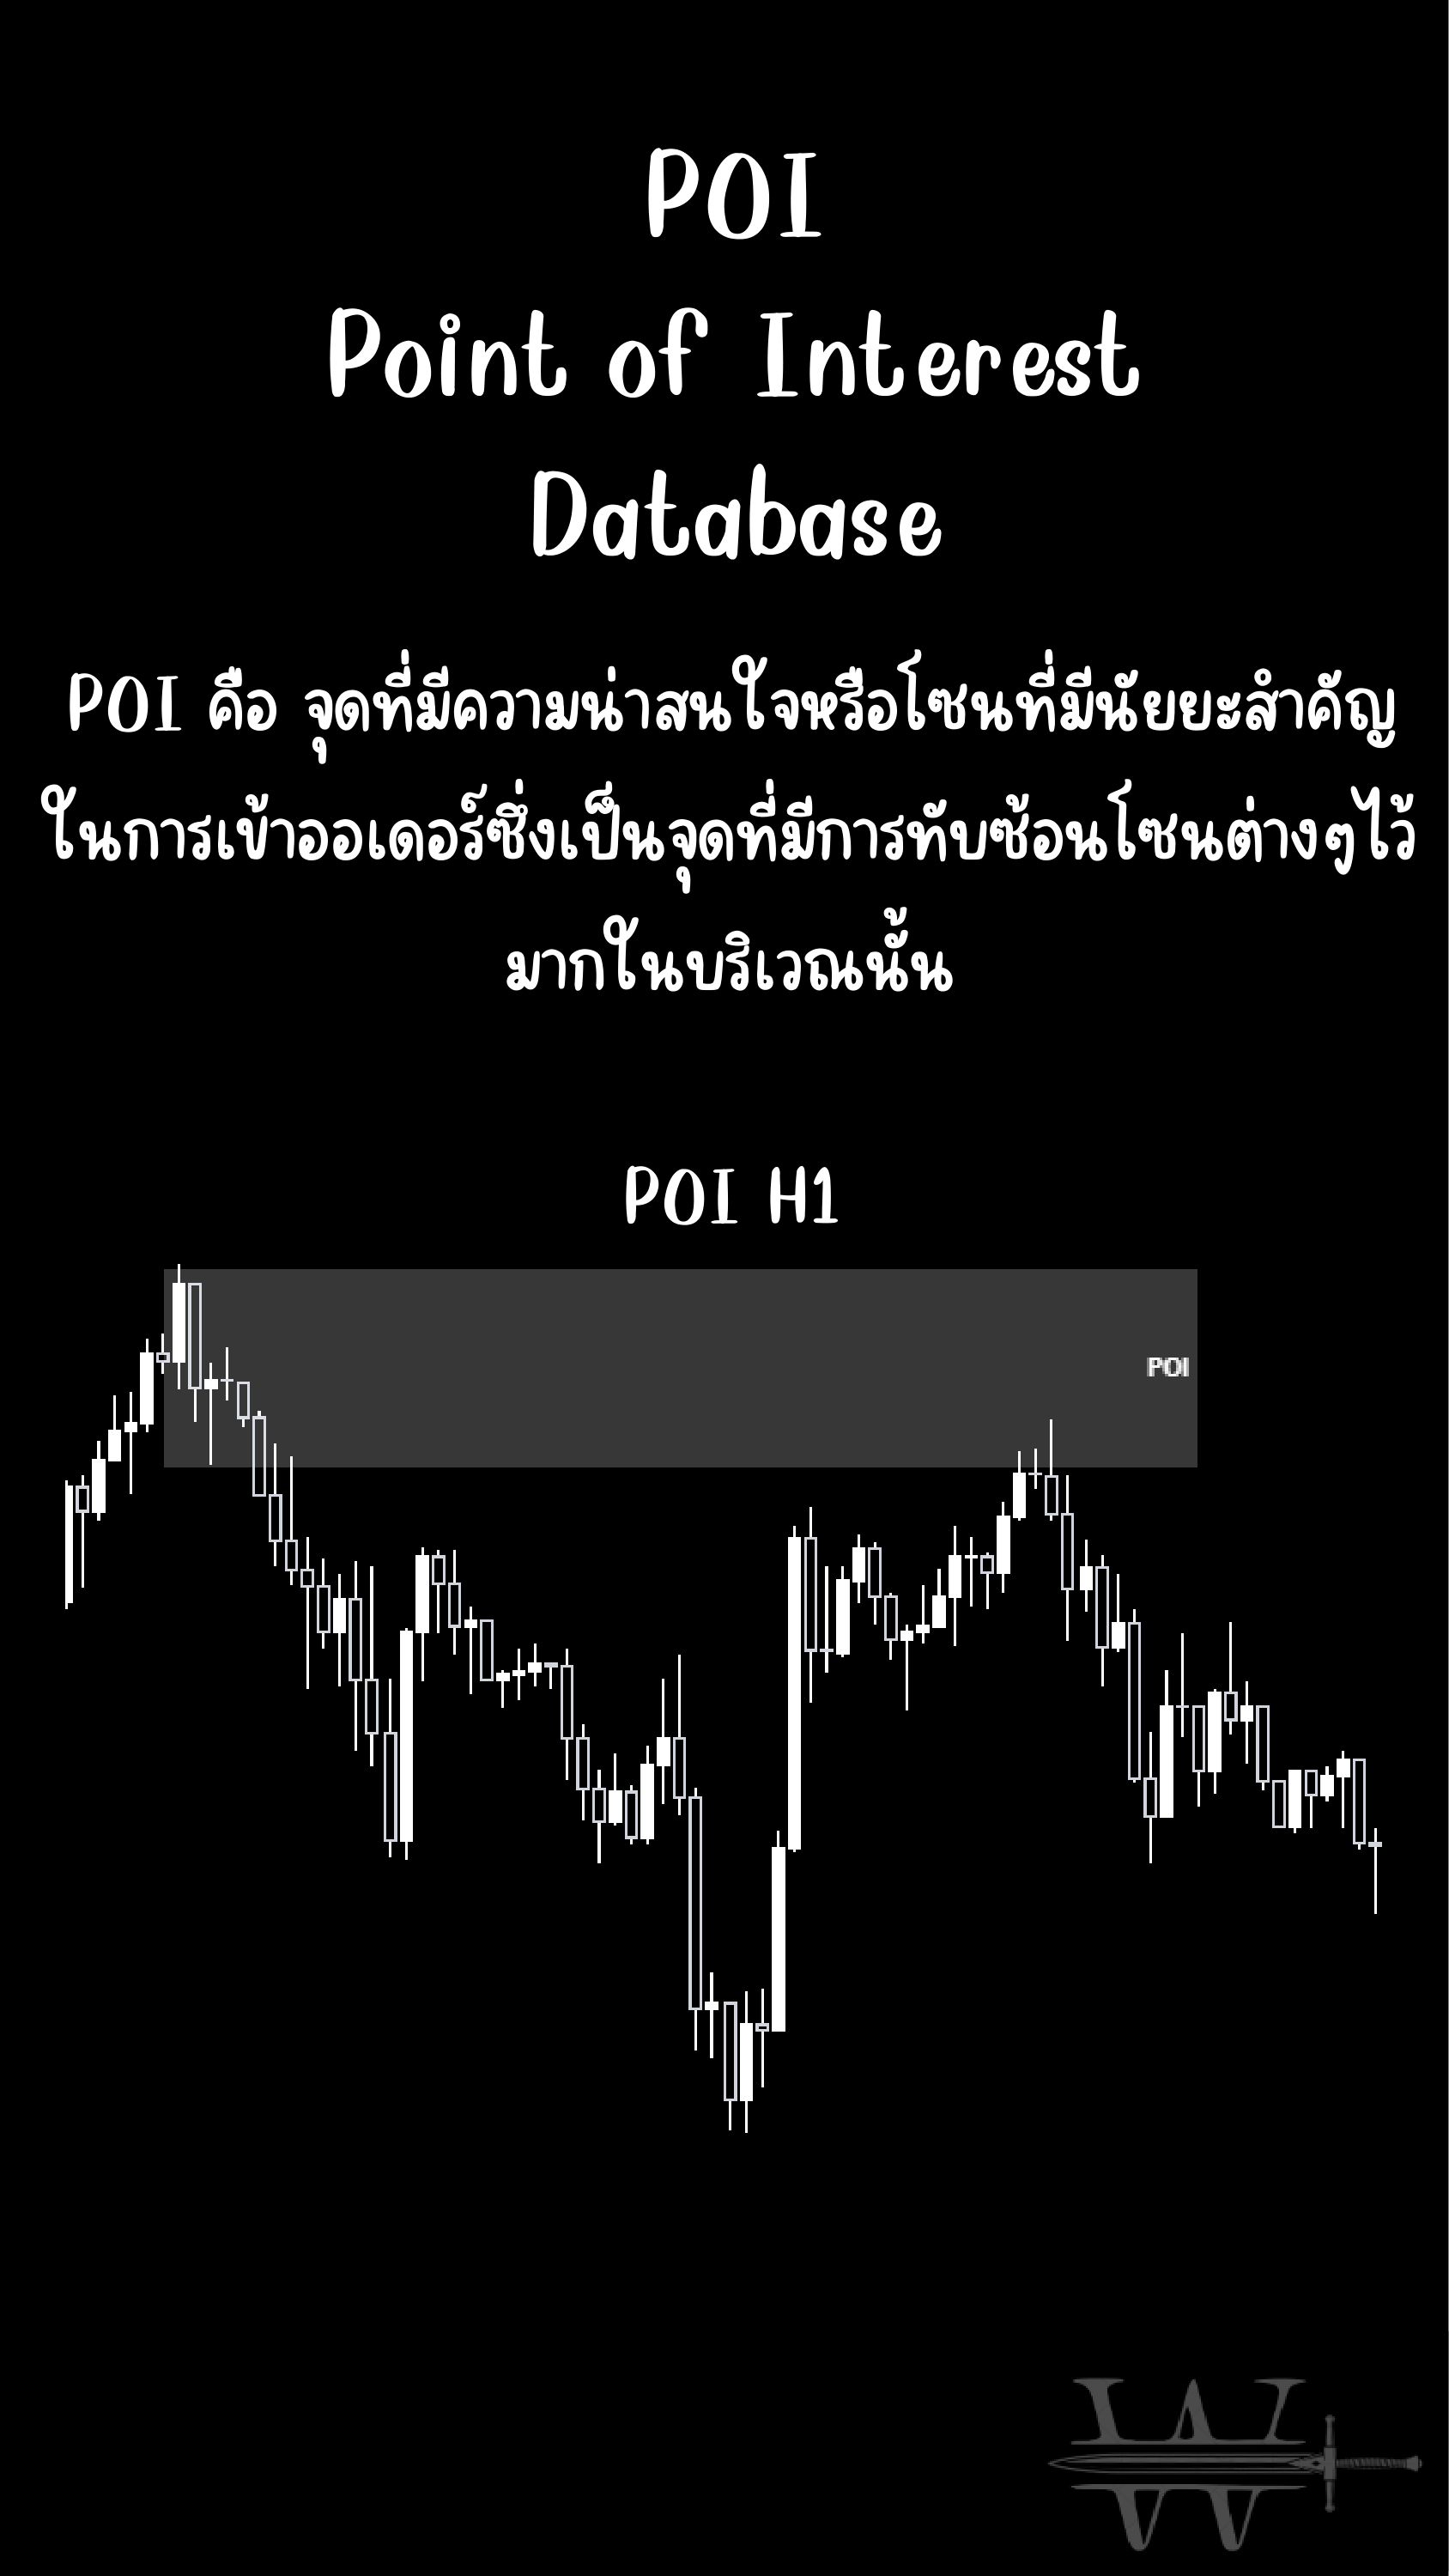 POI
Point of Interest
Database
POI คือ จุดที่มีความน่าสนใจหรือโซนที่มีนัยยะสำคัญ
ในการเข้าออเดอร์ซึ่งเป็นจุดที่มีการทับซ้อนโซนต่างๆไว้
มากในบริเวณนั้น
POI H1
POI
W